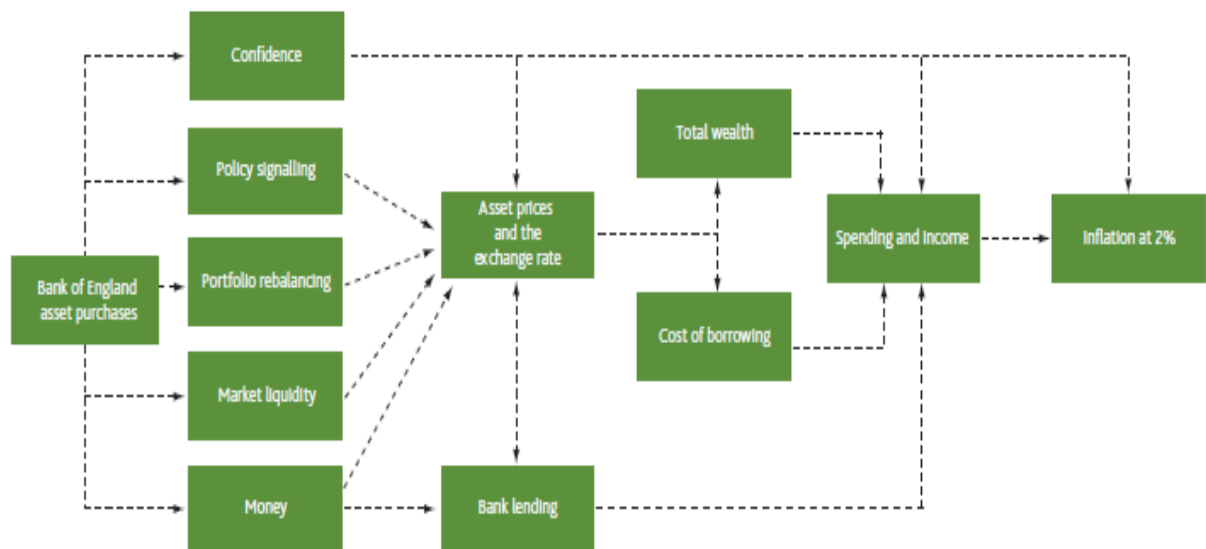 Confidence
Policy signalling
Portfolio rebalancing
Market liquidity
Money
Bank of England
asset purchases
Asset prices
and the
exchange rate
Bank lending
Total wealth
Cost of borrowing
Spending and income
Inflation at 2%